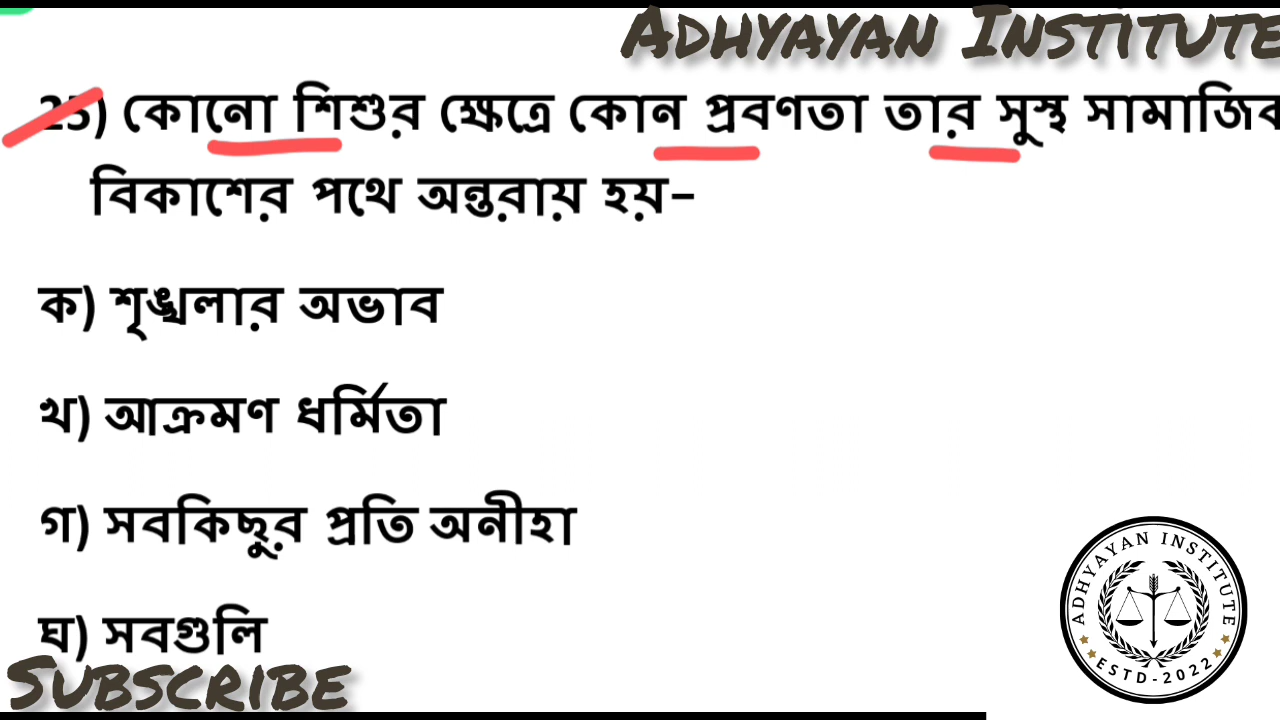 ADHYAYAN INSTITUTE
23) কোনো শিশুর ক্ষেত্রে কোন প্রবণতা তার সুস্থ সামাজিক
বিকাশের পথে অন্তরায় হয়–
ক) শৃঙ্খলার অভাব
খ) আক্রমণ ধর্মিতা
গ) সবকিছুর প্রতি অনীহা
ঘ) সবগুলি
SUBSCRIBE
ADHYAYAN INSTITUTE
ESTD-2022